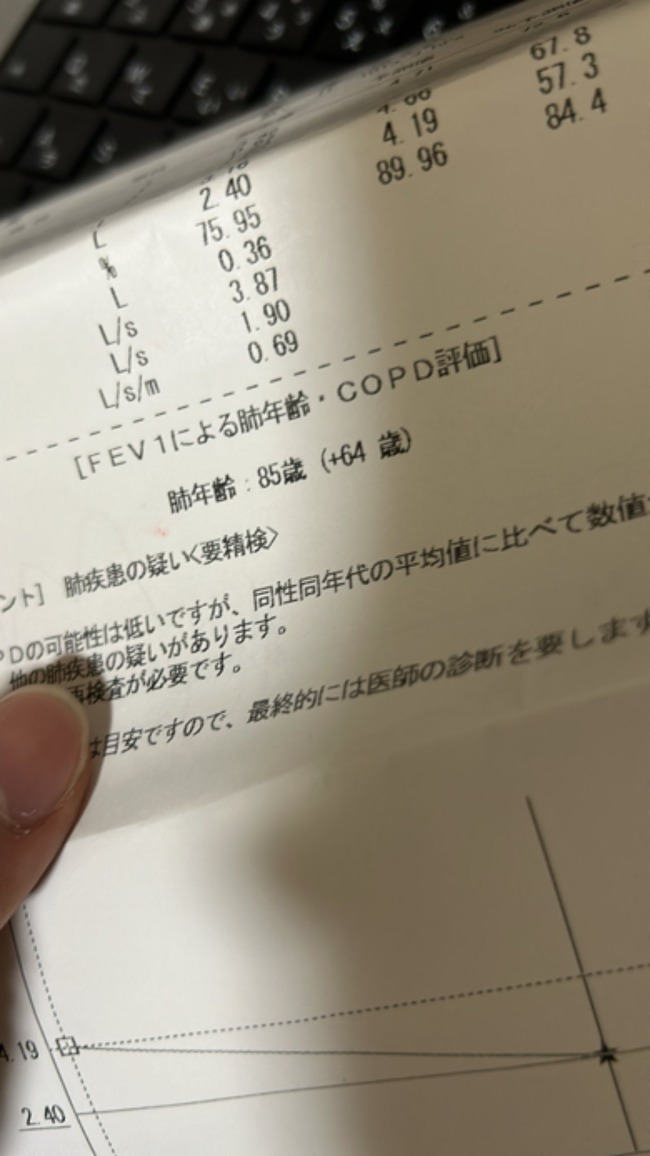 67.8
4.19 57.3
L 2.40 89.96 84.4
% 75.95
L 0.36
L/s 3.87
L/s 1.90
L/s/m 0.69
[FEV1による肺年齢・COPD評価]
肺年齢:85歳 (+64 歳)
ント] 肺疾患の疑い<要精検>
PDの可能性は低いですが、同性同年代の平均値に比べて数値
他の肺疾患の疑いがあります。
再検査が必要です。
は目安ですので、最終的には医師の診断を要します
4.19
2.40